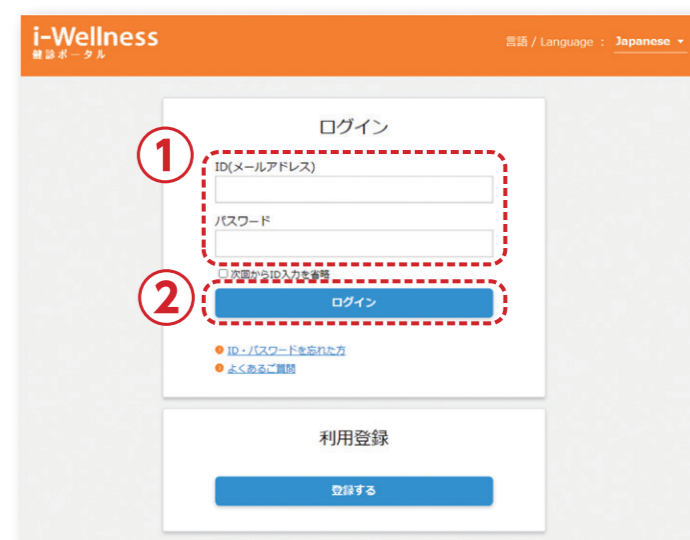 i-Wellness
健診ポータル
言語 / Language : Japanese
ログイン
①
ID(メールアドレス)
パスワード
次回からID入力を省略
②
ログイン
ID・パスワードを忘れた方
よくあるご質問
利用登録
登録する